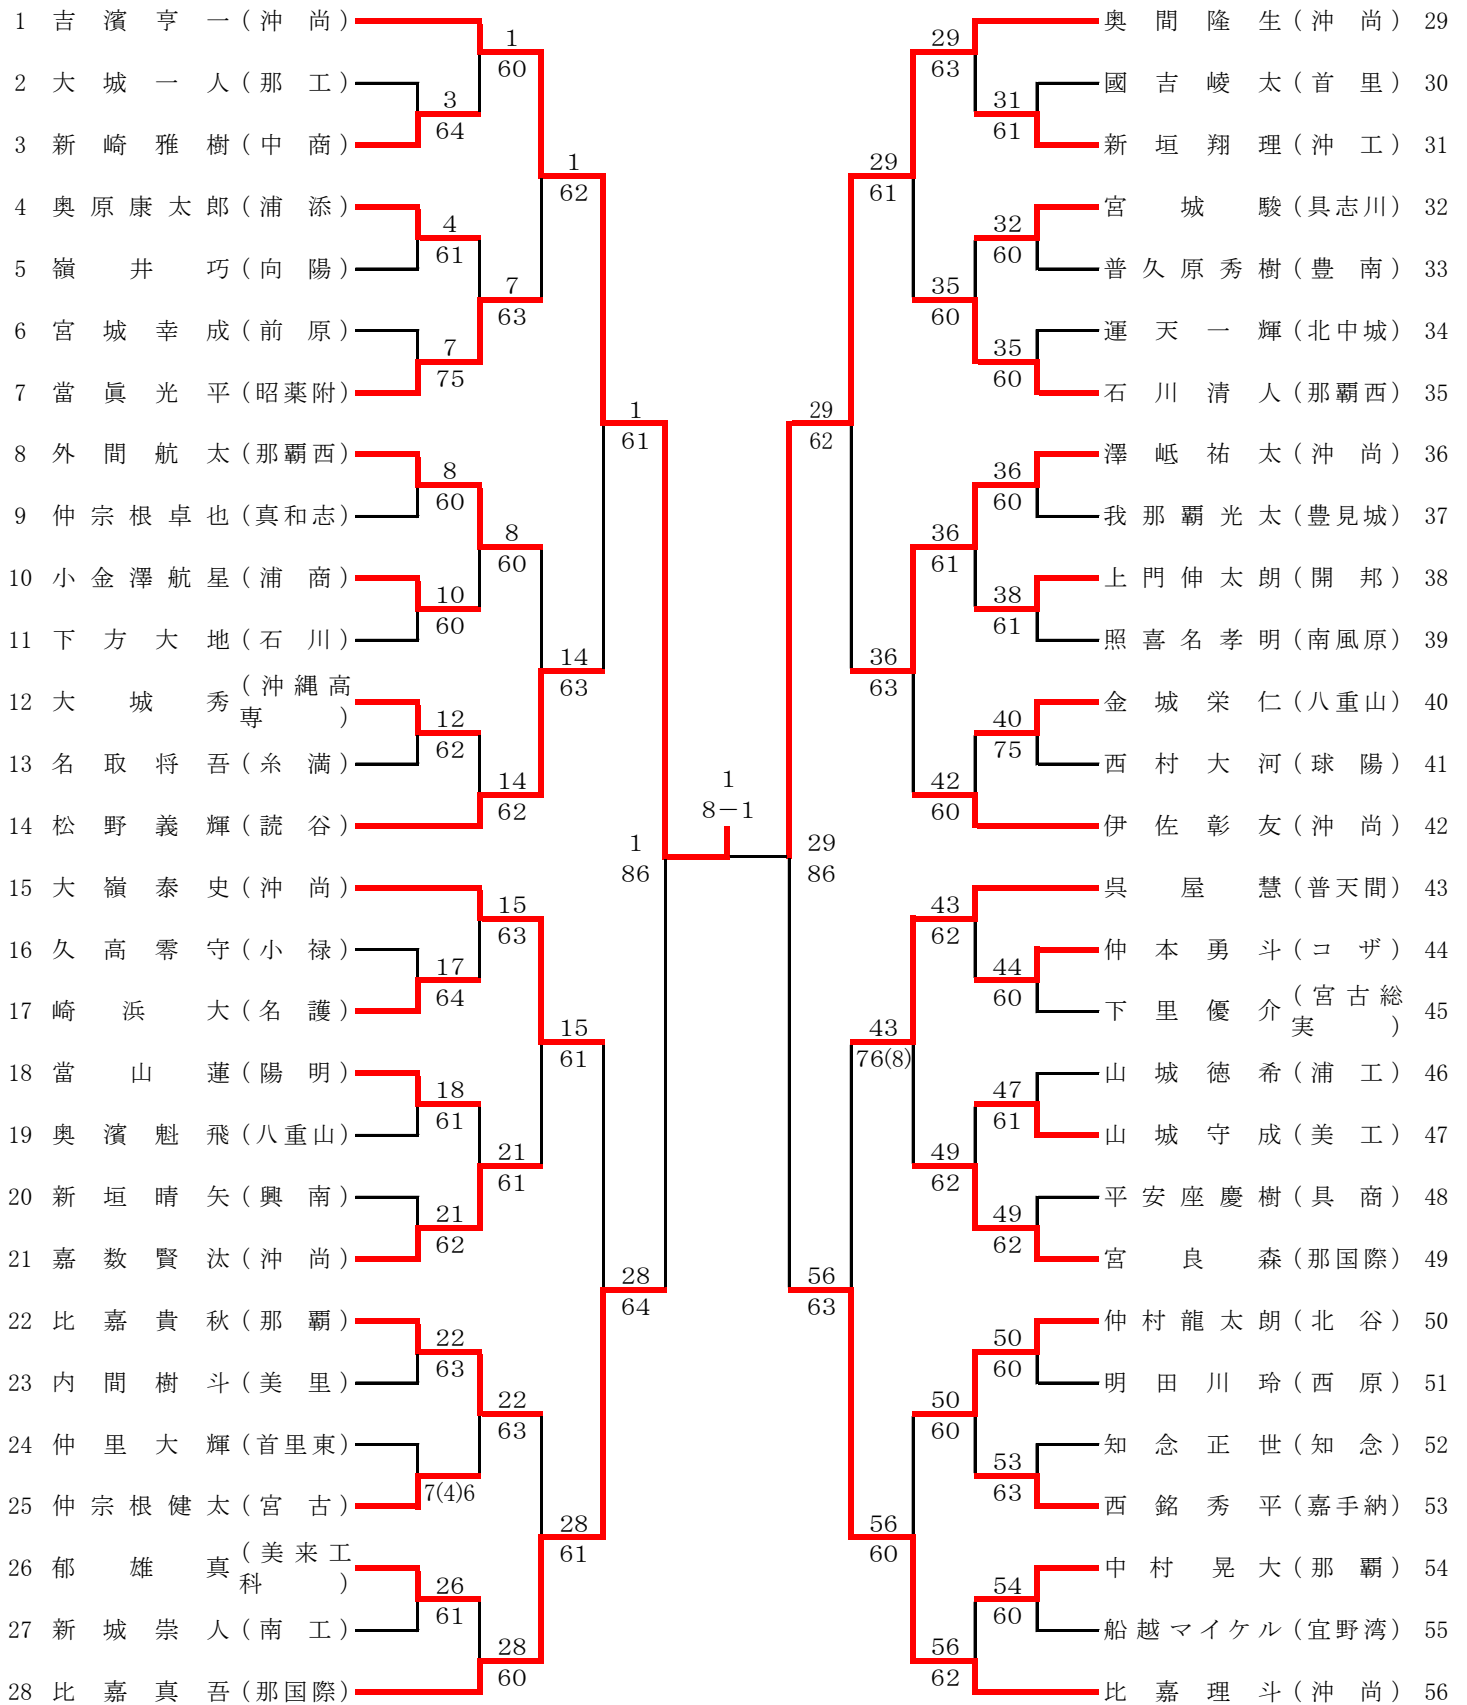 1 吉濱亨一(沖尚)
2 大城一人(那工)
3 新崎雅樹(中商)
4 奥原康太郎(浦添)
5 嶺井巧(向陽)
6 宮城幸成(前原)
7 當眞光平(昭薬附)
8 外間航太(那覇西)
9 仲宗根卓也(真和志)
10 小金澤航星(浦商)
11 下方大地(石川)
12 大城秀(沖縄高専)
13 名取将吾(糸満)
14 松野義輝(読谷)
15 大嶺泰史(沖尚)
16 久高零守(小禄)
17 崎浜大(名護)
18 當山蓮(陽明)
19 奥濱魁飛(八重山)
20 新垣晴矢(興南)
21 嘉数賢汰(沖尚)
22 比嘉貴秋(那覇)
23 内間樹斗(美里)
24 仲里大輝(首里東)
25 仲宗根健太(宮古)
26 郁雄真(美来工科)
27 新城崇人(南工)
28 比嘉真吾(那国際)
3
64
4
61
7
75
8
60
10
60
12
62
17
64
18
61
21
62
22
63
7(4)6
26
61
1
60
7
63
8
60
14
62
15
63
21
61
22
63
28
60
1
62
14
63
15
61
28
61
1
61
28
64
1
86
1
8－1
29
86
29
62
56
63
29
61
36
63
43
76(8)
56
60
29
63
35
60
36
61
42
60
43
62
49
62
50
60
56
62
31
61
32
60
35
60
36
60
38
61
40
75
44
60
47
61
49
62
50
60
53
63
54
60
奥間隆生(沖尚) 29
國吉崚太(首里) 30
新垣翔理(沖工) 31
宮城駿(具志川) 32
普久原秀樹(豊南) 33
運天一輝(北中城) 34
石川清人(那覇西) 35
澤岻祐太(沖尚) 36
我那覇光太(豊見城) 37
上門伸太朗(開邦) 38
照喜名孝明(南風原) 39
金城栄仁(八重山) 40
西村大河(球陽) 41
伊佐彰友(沖尚) 42
呉屋慧(普天間) 43
仲本勇斗(コザ) 44
下里優介(宮古総実) 45
山城徳希(浦工) 46
山城守成(美工) 47
平安座慶樹(具商) 48
宮良森(那国際) 49
仲村龍太朗(北谷) 50
明田川玲(西原) 51
知念正世(知念) 52
西銘秀平(嘉手納) 53
中村晃大(那覇) 54
船越マイケル(宜野湾) 55
比嘉理斗(沖尚) 56